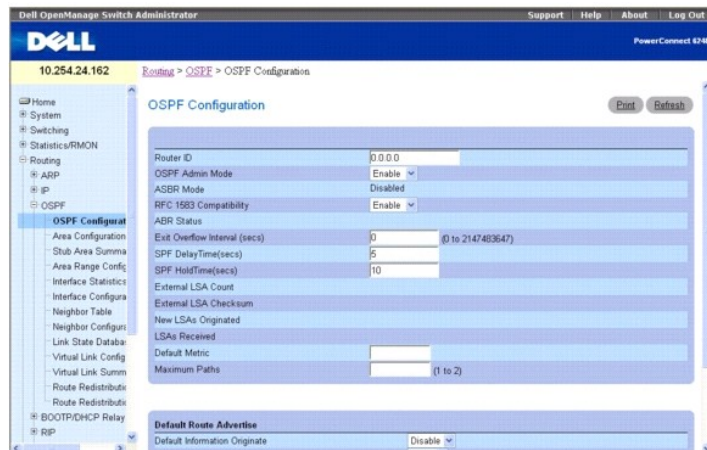 Dell OpenManage Switch Administrator
Support Help About Log Out
DELL
PowerConnect 6248
10.254.24.162
Routing > OSPF > OSPF Configuration
Home
System
Switching
Statistics/RMON
Routing
ARP
IP
OSPF
OSPF Configurat
Area Configuration
Stub Area Summa
Area Range Config
Interface Statistics
Interface Configura
Neighbor Table
Neighbor Configura
Link State Databas
Virtual Link Config
Virtual Link Summ
Route Redistributic
Route Redistributic
BOOTP/DHCP Relay
RIP
OSPF Configuration
Print Refresh
Router ID 0.0.0.0
OSPF Admin Mode Enable
ASBR Mode Disabled
RFC 1583 Compatibility Enable
ABR Status
Exit Overflow Interval (secs) 0 (0 to 2147483647)
SPF DelayTime(secs) 5
SPF HoldTime(secs) 10
External LSA Count
External LSA Checksum
New LSAs Originated
LSAs Received
Default Metric
Maximum Paths (1 to 2)
Default Route Advertise
Default Information Originate Disable